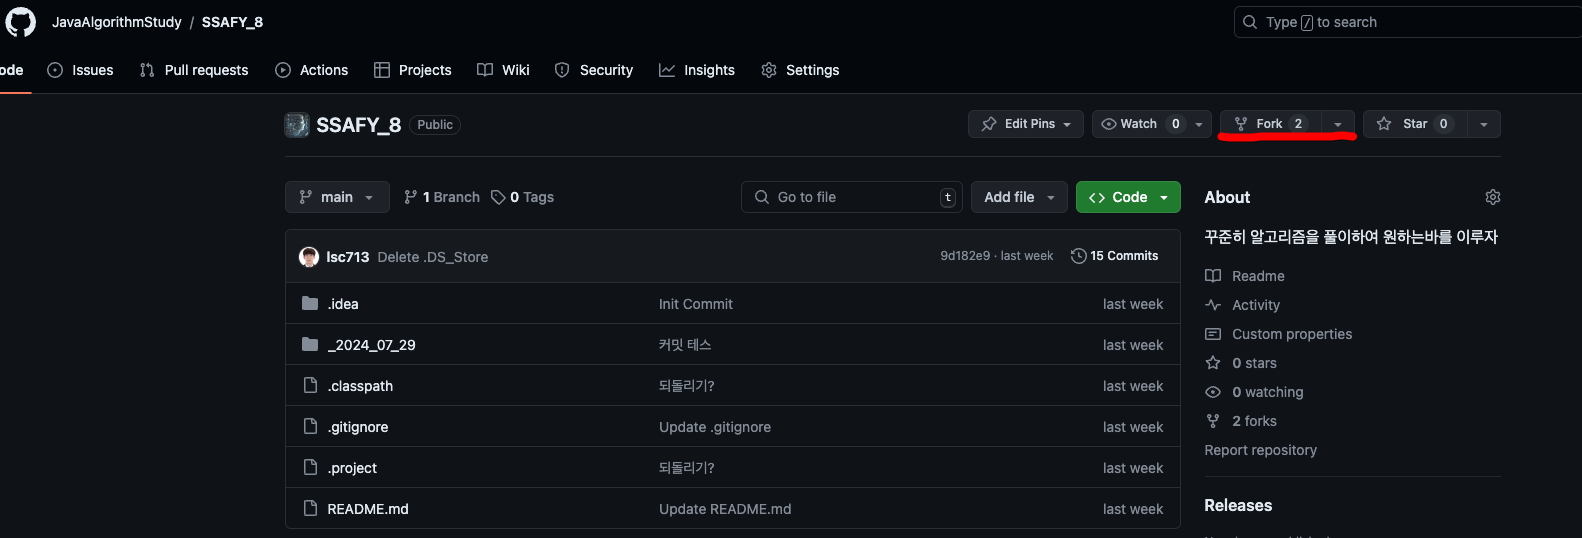 JavaAlgorithmStudy / SSAFY_8
Type / to search
ode Issues Pull requests Actions Projects Wiki Security Insights Settings
SSAFY_8 Public
Edit Pins Watch 0 Fork 2 Star 0
main 1 Branch 0 Tags Go to file t Add file <> Code
lsc713 Delete .DS_Store 9d182e9 · last week 15 Commits
.idea Init Commit last week
_2024_07_29 커밋 테스 last week
.classpath 되돌리기? last week
.gitignore Update .gitignore last week
.project 되돌리기? last week
README.md Update README.md last week
About
꾸준히 알고리즘을 풀이하여 원하는바를 이루자
Readme
Activity
Custom properties
0 stars
0 watching
2 forks
Report repository
Releases